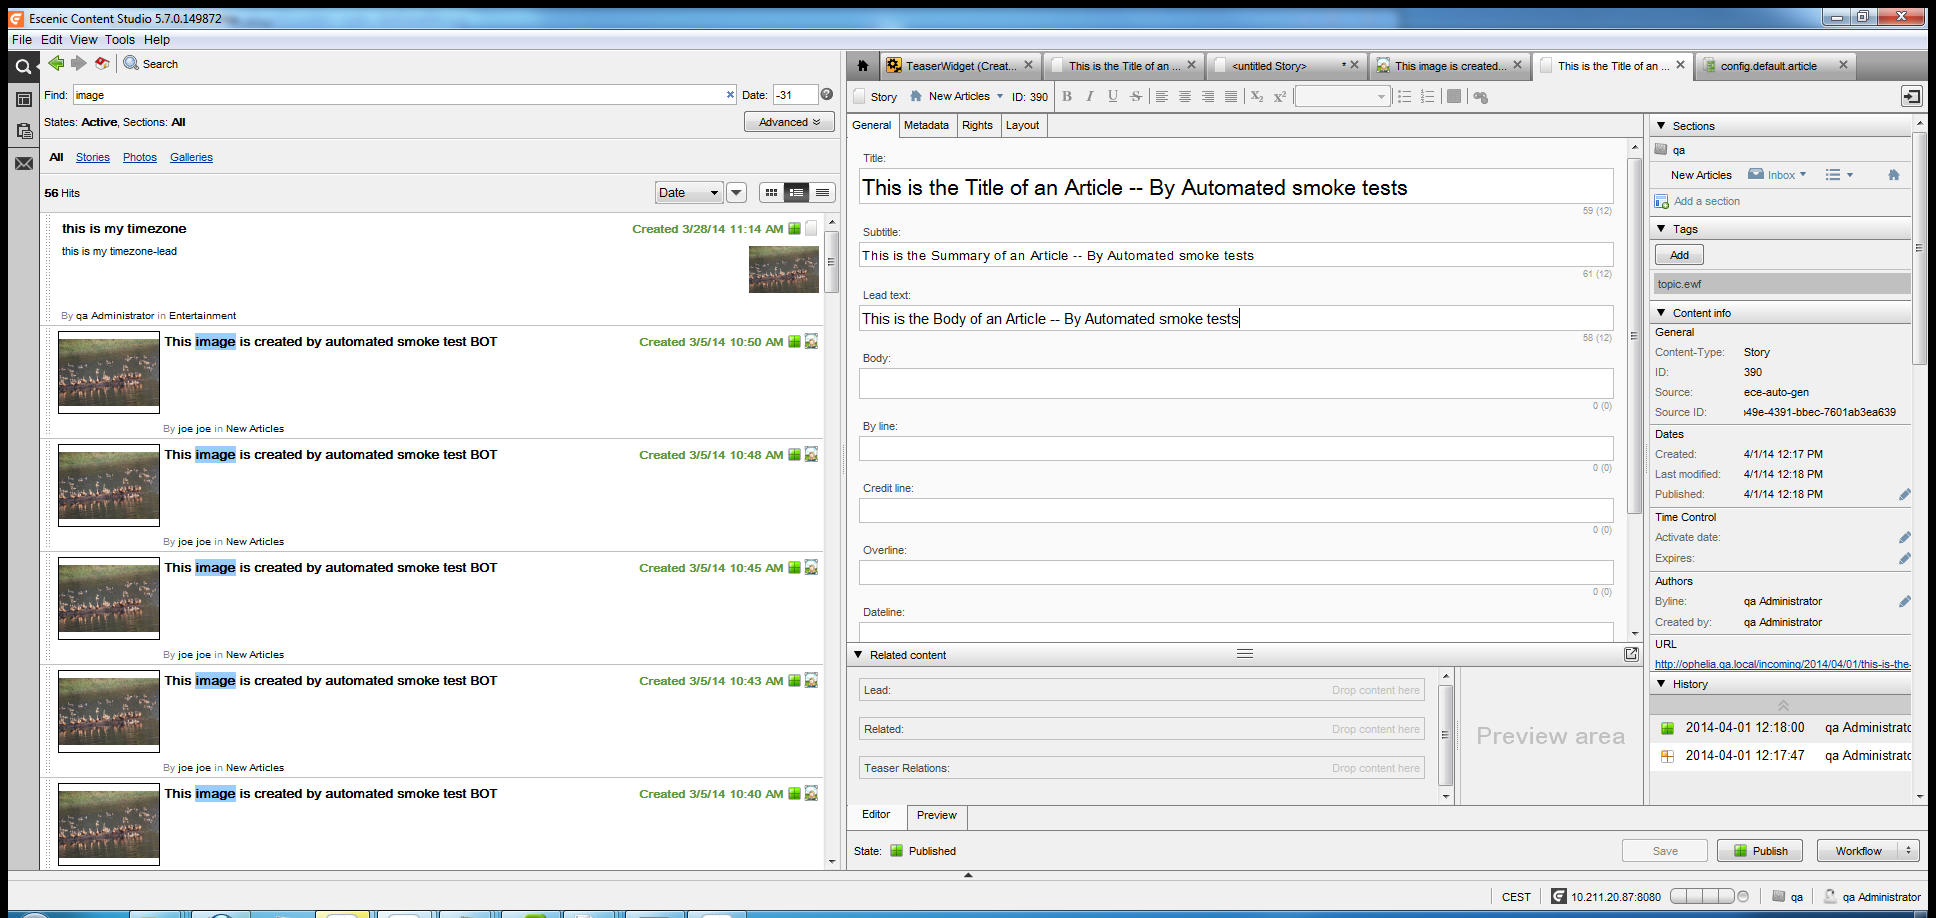 Escenic Content Studio 5.7.0.149872
File Edit View Tools Help
Search
Find: image Date: -31
States: Active, Sections: All
Advanced
All Stories Photos Galleries
56 Hits
Date
this is my timezone Created 3/28/14 11:14 AM
this is my timezone-lead
By qa Administrator in Entertainment
This image is created by automated smoke test BOT Created 3/5/14 10:50 AM
By joe joe in New Articles
This image is created by automated smoke test BOT Created 3/5/14 10:48 AM
By joe joe in New Articles
This image is created by automated smoke test BOT Created 3/5/14 10:45 AM
By joe joe in New Articles
This image is created by automated smoke test BOT Created 3/5/14 10:43 AM
By joe joe in New Articles
This image is created by automated smoke test BOT Created 3/5/14 10:40 AM
TeaserWidget (Creat... This is the Title of an ... <untitled Story> * This image is created... This is the Title of an ... config.default.article
Story New Articles ID: 390 B I U S X2 X2
General Metadata Rights Layout
Title:
This is the Title of an Article -- By Automated smoke tests
59 (12)
Subtitle:
This is the Summary of an Article -- By Automated smoke tests
61 (12)
Lead text:
This is the Body of an Article -- By Automated smoke tests
58 (12)
Body:
0 (0)
By line:
0 (0)
Credit line:
0 (0)
Overline:
0 (0)
Dateline:
Related content
Lead: Drop content here
Related: Drop content here
Teaser Relations: Drop content here
Preview area
Editor Preview
State: Published
Save Publish Workflow
Sections
qa
New Articles Inbox
Add a section
Tags
Add
topic.ewf
Content info
General
Content-Type: Story
ID: 390
Source: ece-auto-gen
Source ID: 49e-4391-bbec-7601ab3ea639
Dates
Created: 4/1/14 12:17 PM
Last modified: 4/1/14 12:18 PM
Published: 4/1/14 12:18 PM
Time Control
Activate date:
Expires:
Authors
Byline: qa Administrator
Created by: qa Administrator
URL
http://ophelia.qa.local/incoming/2014/04/01/this-is-the-
History
2014-04-01 12:18:00 qa Administratc
2014-04-01 12:17:47 qa Administratc
CEST 10.211.20.87:8080 qa qa Administrator